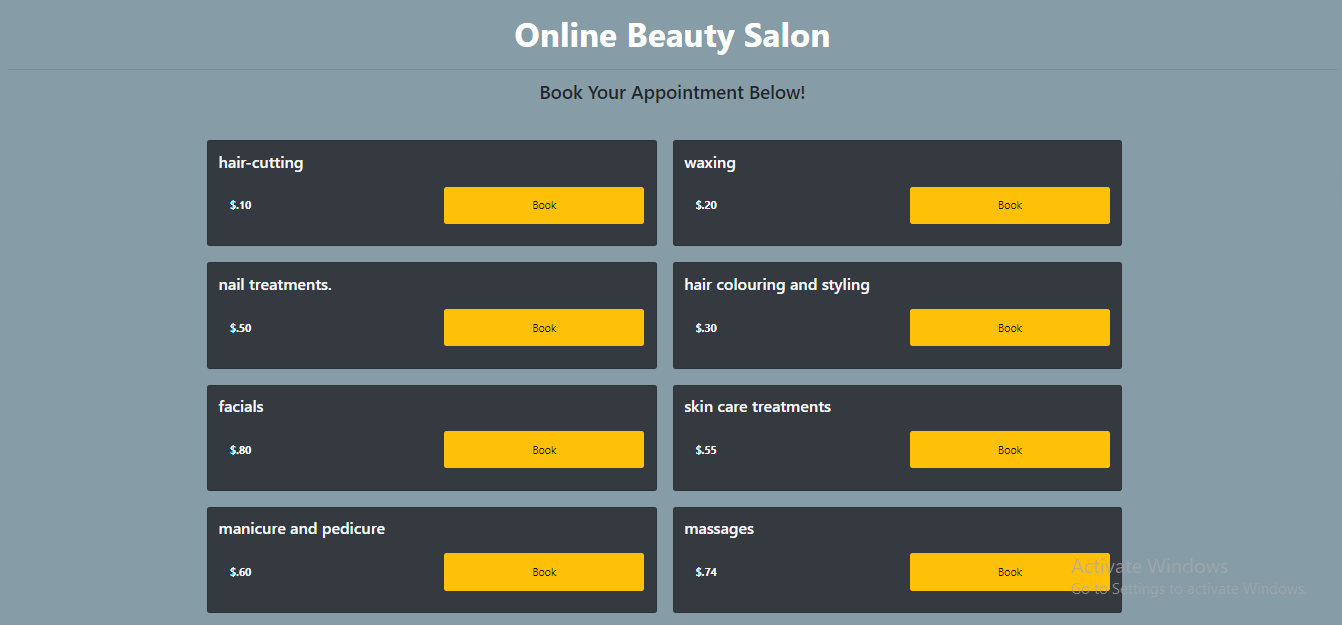 Online Beauty Salon
Book Your Appointment Below!
hair-cutting
$.10
Book
waxing
$.20
Book
nail treatments.
$.50
Book
hair colouring and styling
$.30
Book
facials
$.80
Book
skin care treatments
$.55
Book
manicure and pedicure
$.60
Book
massages
$.74
Book
Activate Windows
Go to Settings to activate Windows.